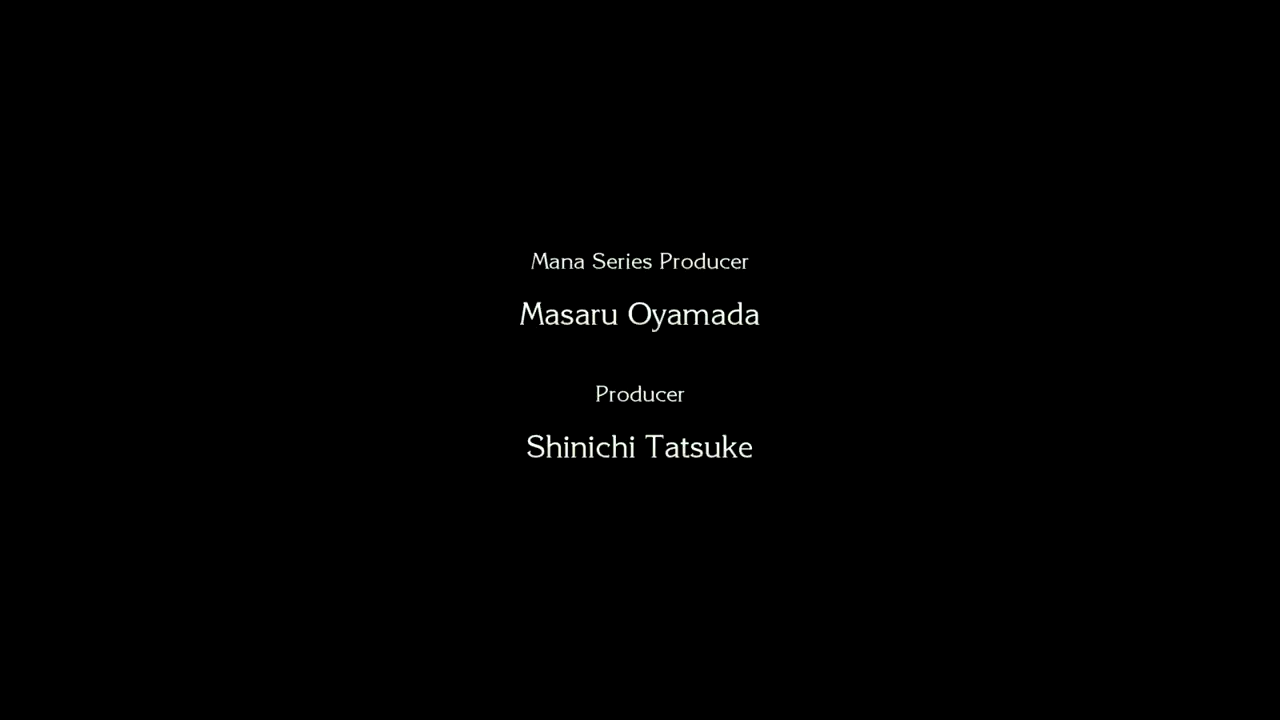 Mana Series Producer
Masaru Oyamada
Producer
Shinichi Tatsuke